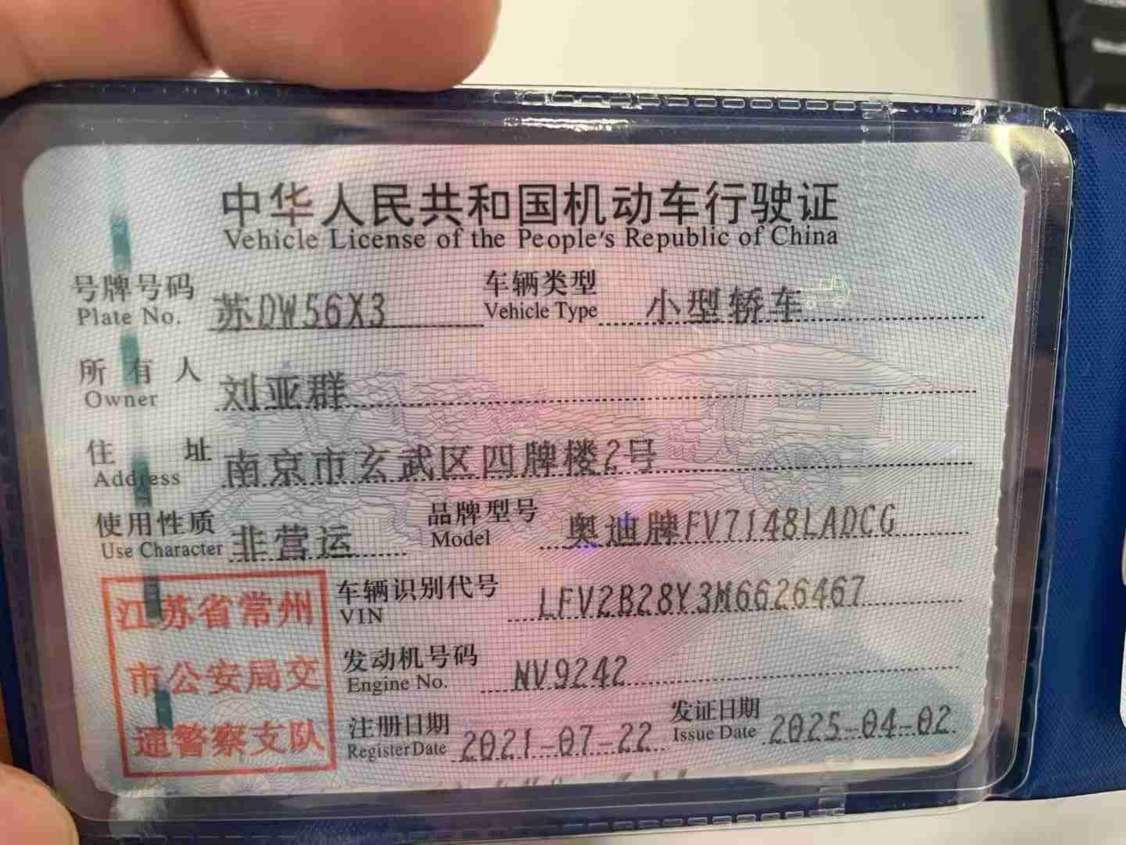 中华人民共和国机动车行驶证
Vehicle License of the People's Republic of China
号牌号码 苏DW56X3 车辆类型 小型轿车
Plate No. Vehicle Type
所有人 刘亚群
Owner
住址 南京市玄武区四牌楼2号
Address
使用性质 非营运 品牌型号 奥迪牌FV7148LADCG
Use Character Model
江苏省常州
市公安局交
通警察支队
车辆识别代号 LFV2B28Y3M6626467
VIN
发动机号码 NV9242
Engine No.
注册日期 2021-07-22 发证日期 2025-04-02
Register Date Issue Date